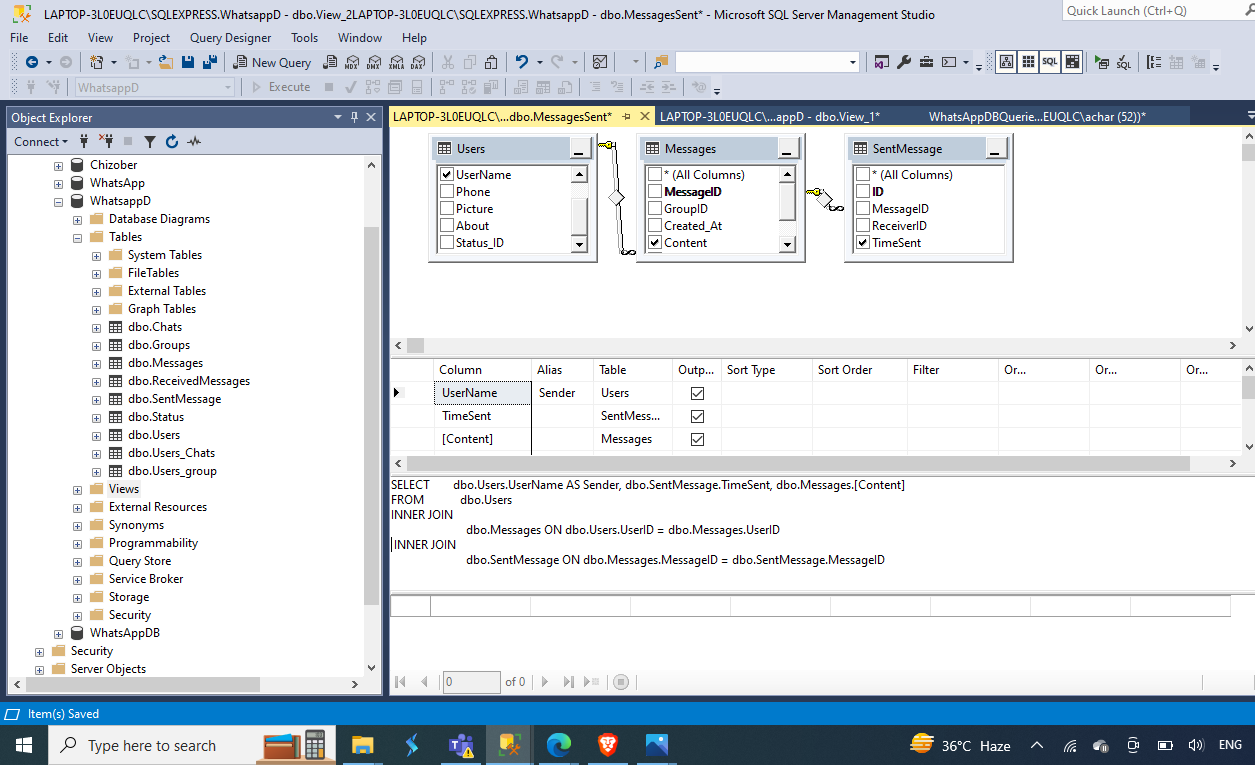 LAPTOP-3L0EUQLC\SQLEXPRESS.WhatsappD - dbo.View_2LAPTOP-3L0EUQLC\SQLEXPRESS.WhatsappD - dbo.MessagesSent* - Microsoft SQL Server Management Studio
Quick Launch (Ctrl+Q)
File Edit View Project Query Designer Tools Window Help
New Query MDX DMX XMLA DAX SQL SQL
WhatsappD Execute
Object Explorer
Connect
Chizober
WhatsApp
WhatsappD
Database Diagrams
Tables
System Tables
FileTables
External Tables
Graph Tables
dbo.Chats
dbo.Groups
dbo.Messages
dbo.ReceivedMessages
dbo.SentMessage
dbo.Status
dbo.Users
dbo.Users_Chats
dbo.Users_group
Views
External Resources
Synonyms
Programmability
Query Store
Service Broker
Storage
Security
WhatsAppDB
Security
Server Objects
LAPTOP-3L0EUQLC\...dbo.MessagesSent* LAPTOP-3L0EUQLC\...appD - dbo.View_1* WhatsAppDBQuerie...EUQLC\achar (52))*
Users
UserName
Phone
Picture
About
Status_ID
Messages
* (All Columns)
MessageID
GroupID
Created_At
Content
SentMessage
* (All Columns)
ID
MessageID
ReceiverID
TimeSent
Column Alias Table Outp... Sort Type Sort Order Filter Or... Or... Or...
UserName Sender Users
TimeSent SentMess...
[Content] Messages
SELECT dbo.Users.UserName AS Sender, dbo.SentMessage.TimeSent, dbo.Messages.[Content]
FROM dbo.Users
INNER JOIN
dbo.Messages ON dbo.Users.UserID = dbo.Messages.UserID
INNER JOIN
dbo.SentMessage ON dbo.Messages.MessageID = dbo.SentMessage.MessageID
0 of 0
Item(s) Saved
Type here to search
36°C Haze
ENG